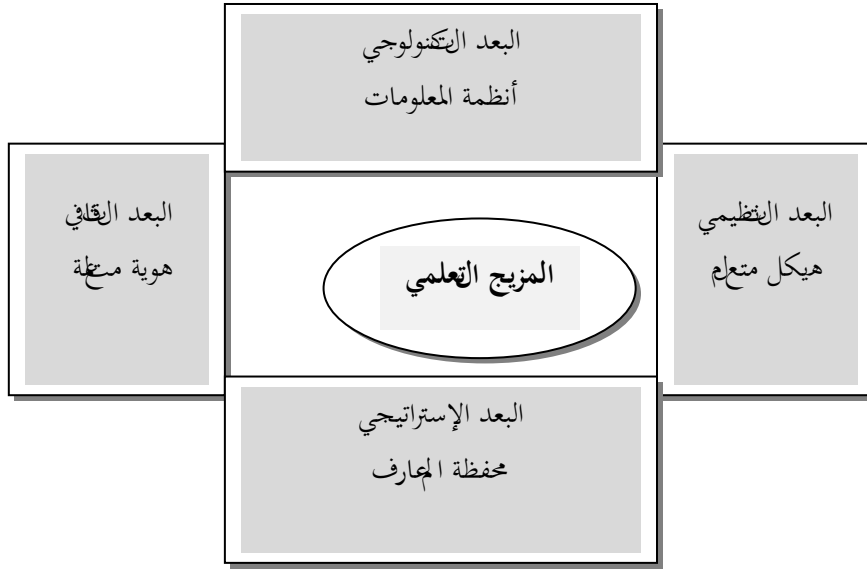 البعد التكنولوجي
أنظمة المعلومات
البعد التنظيمي
هيكل متعلم
المزيج التعلمي
البعد الثقافي
هوية متعلمة
البعد الإستراتيجي
محفظة المعارف